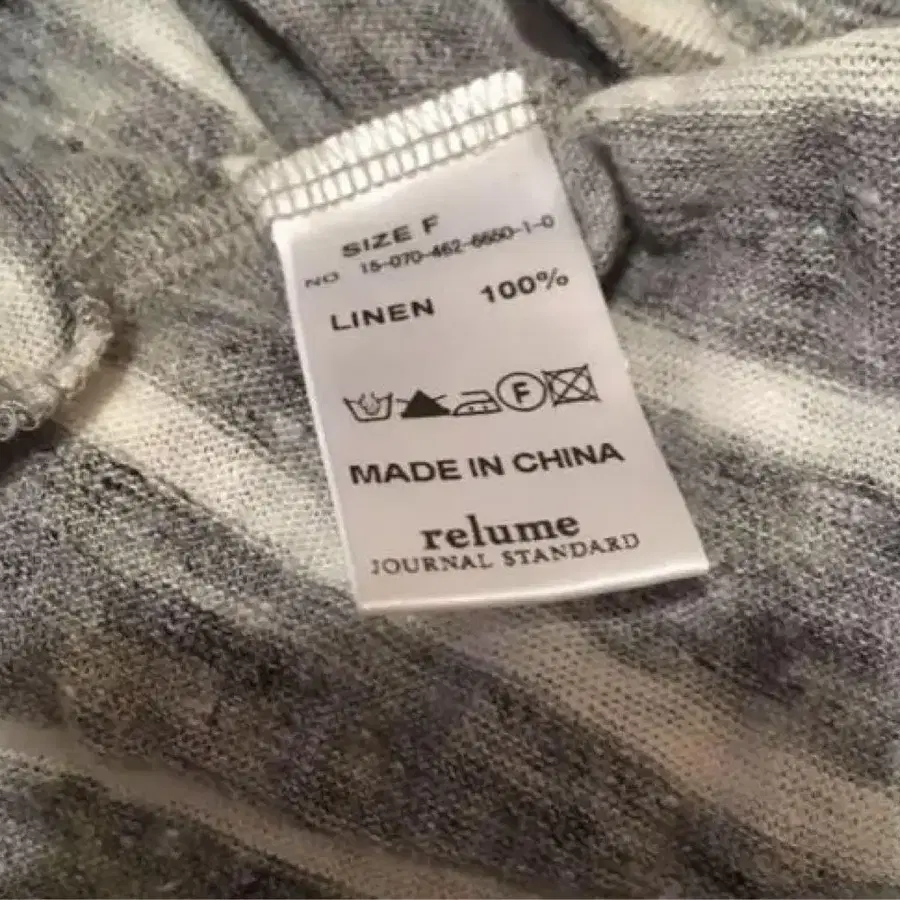 SIZE F
NO 15-070-462-6650-1-0
LINEN 100%
F
MADE IN CHINA
relume
JOURNAL STANDARD